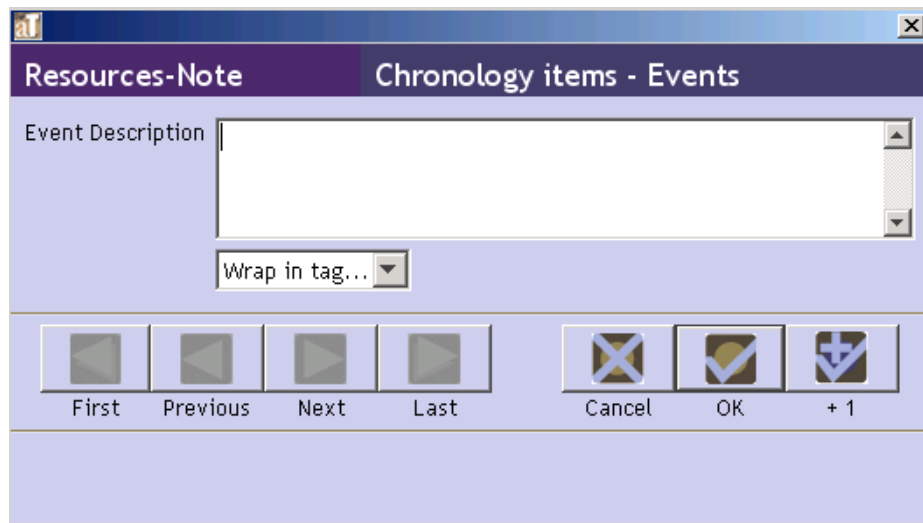 aT
Resources-Note Chronology items - Events
Event Description
Wrap in tag...
First Previous Next Last Cancel OK + 1